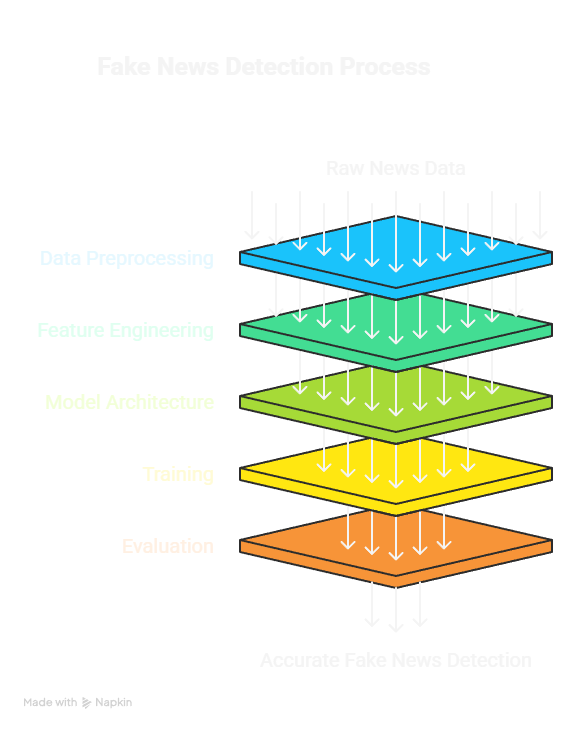 Fake News Detection Process
Raw News Data
Data Preprocessing
Feature Engineering
Model Architecture
Training
Evaluation
Accurate Fake News Detection
Made with Napkin